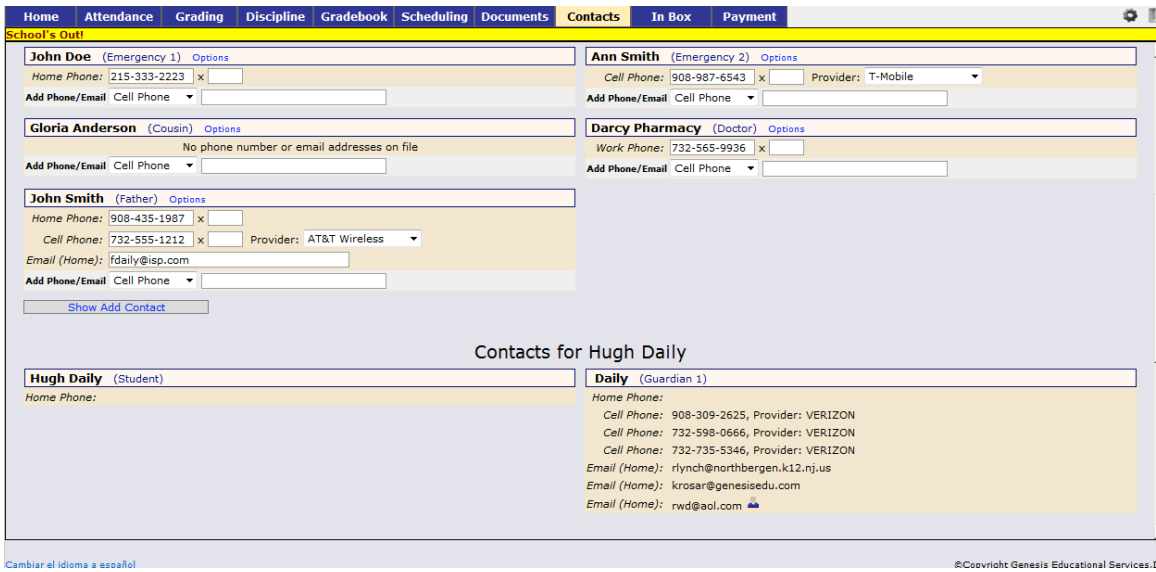 Home Attendance Grading Discipline Gradebook Scheduling Documents Contacts In Box Payment
School's Out!
John Doe (Emergency 1) Options
Home Phone: 215-333-2223 x
Add Phone/Email Cell Phone
Ann Smith (Emergency 2) Options
Cell Phone: 908-987-6543 x Provider: T-Mobile
Add Phone/Email Cell Phone
Gloria Anderson (Cousin) Options
No phone number or email addresses on file
Add Phone/Email Cell Phone
Darcy Pharmacy (Doctor) Options
Work Phone: 732-565-9936 x
Add Phone/Email Cell Phone
John Smith (Father) Options
Home Phone: 908-435-1987 x
Cell Phone: 732-555-1212 x Provider: AT&T Wireless
Email (Home): fdaily@isp.com
Add Phone/Email Cell Phone
Show Add Contact
Contacts for Hugh Daily
Hugh Daily (Student)
Home Phone:
Daily (Guardian 1)
Home Phone:
Cell Phone: 908-309-2625, Provider: VERIZON
Cell Phone: 732-598-0666, Provider: VERIZON
Cell Phone: 732-735-5346, Provider: VERIZON
Email (Home): rlynch@northbergen.k12.nj.us
Email (Home): krosar@genesisedu.com
Email (Home): rwd@aol.com
Cambiar el idioma a español
©Copyright Genesis Educational Services,I